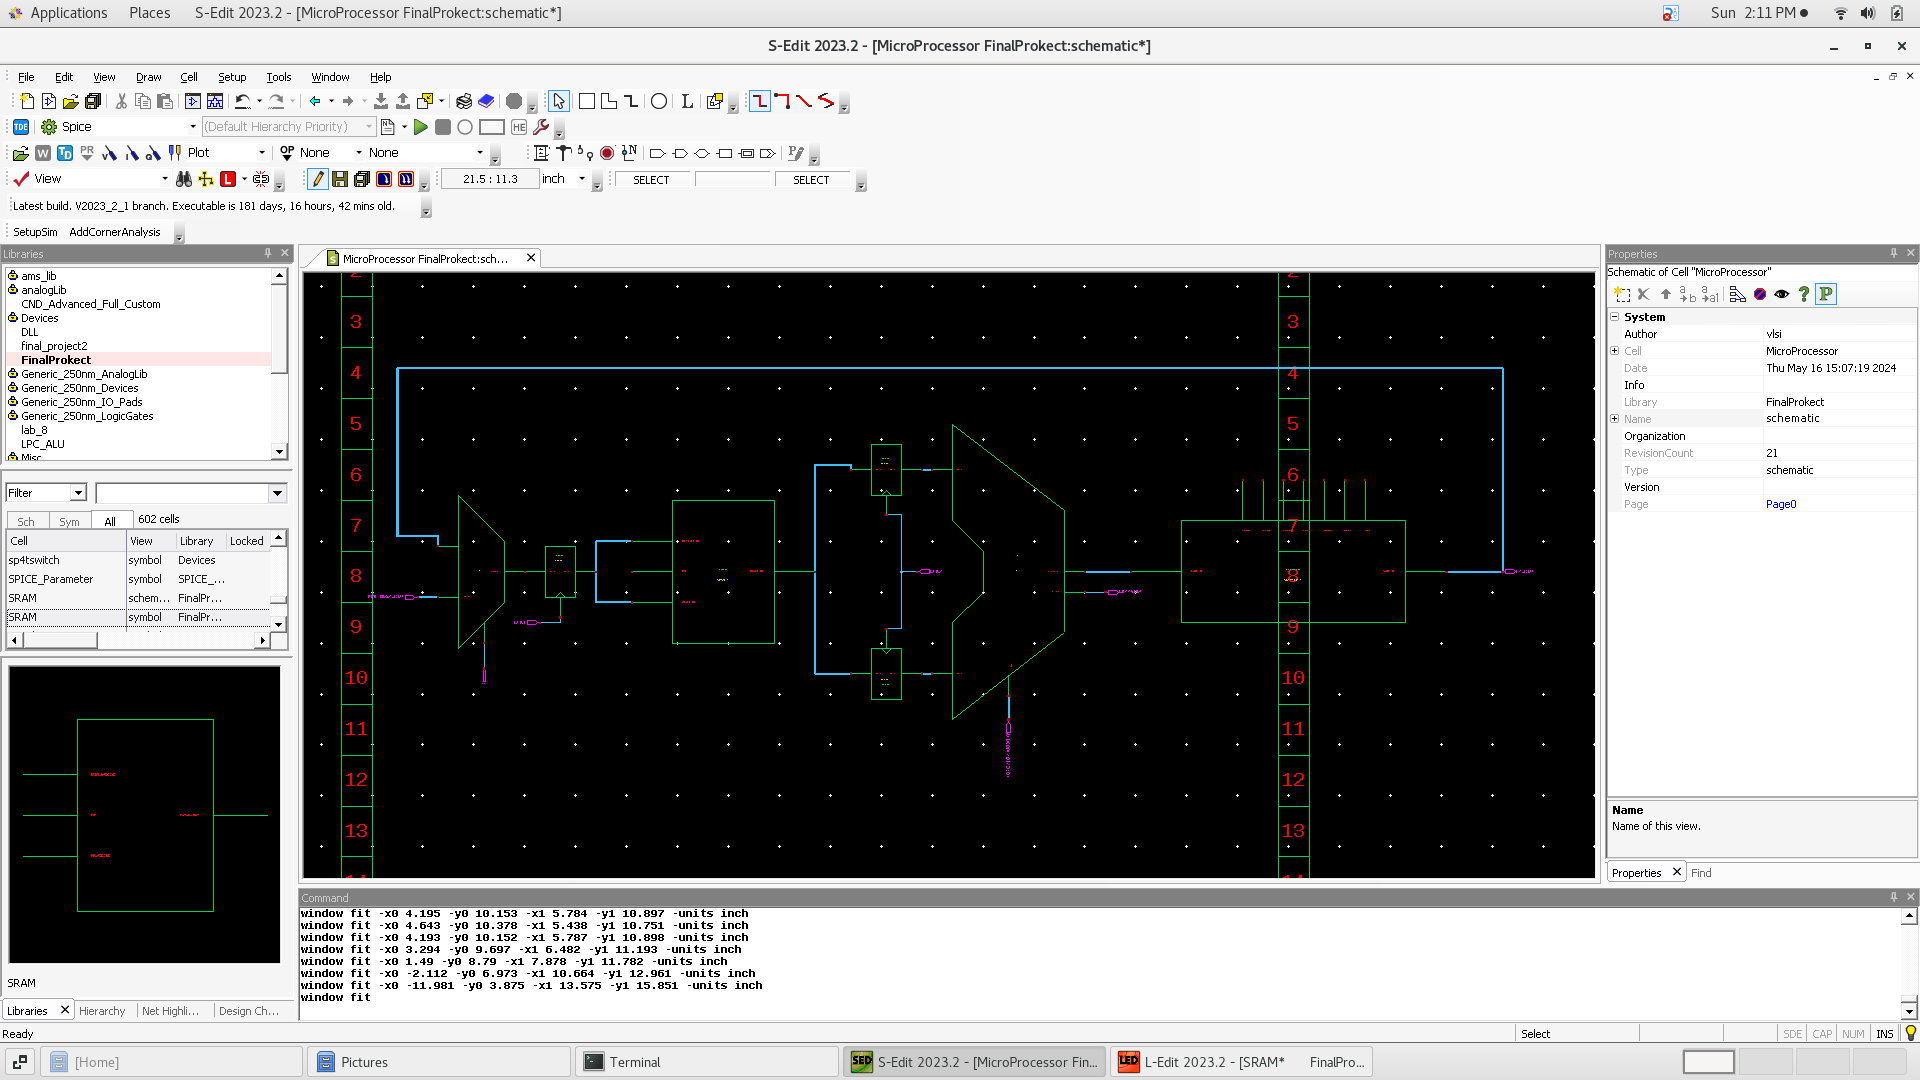 Applications Places S-Edit 2023.2 - [MicroProcessor FinalProkect:schematic*] Sun 2:11 PM
S-Edit 2023.2 - [MicroProcessor FinalProkect:schematic*]
File Edit View Draw Cell Setup Tools Window Help
TDE Spice (Default Hierarchy Priority) HE
W TD PR Plot OP None None
View L 21.5 : 11.3 inch SELECT SELECT
Latest build. V2023_2_1 branch. Executable is 181 days, 16 hours, 42 mins old.
SetupSim AddCornerAnalysis
Libraries
ams_lib
analogLib
CND_Advanced_Full_Custom
Devices
DLL
final_project2
FinalProkect
Generic_250nm_AnalogLib
Generic_250nm_Devices
Generic_250nm_IO_Pads
Generic_250nm_LogicGates
lab_8
LPC_ALU
Misc
Filter
Sch Sym All 602 cells
Cell View Library Locked
sp4tswitch symbol Devices
SPICE_Parameter symbol SPICE_...
SRAM schem... FinalPr...
SRAM symbol FinalPr...
SRAM
Libraries Hierarchy Net Highli... Design Ch...
MicroProcessor FinalProkect:sch...
2 2
3 3
4 4
5 5
6 6
7 7
8 8
9 9
10 10
11 11
12 12
13 13
14 14
Command
window fit -x0 4.195 -y0 10.153 -x1 5.784 -y1 10.897 -units inch
window fit -x0 4.643 -y0 10.378 -x1 5.438 -y1 10.751 -units inch
window fit -x0 4.193 -y0 10.152 -x1 5.787 -y1 10.898 -units inch
window fit -x0 3.294 -y0 9.697 -x1 6.482 -y1 11.193 -units inch
window fit -x0 1.49 -y0 8.79 -x1 7.878 -y1 11.782 -units inch
window fit -x0 -2.112 -y0 6.973 -x1 10.664 -y1 12.961 -units inch
window fit -x0 -11.981 -y0 3.875 -x1 13.575 -y1 15.851 -units inch
window fit
Properties
Schematic of Cell "MicroProcessor"
System
Author vlsi
Cell MicroProcessor
Date Thu May 16 15:07:19 2024
Info
Library FinalProkect
Name schematic
Organization
RevisionCount 21
Type schematic
Version
Page Page0
Name
Name of this view.
Properties Find
Ready Select SDE CAP NUM INS
[Home] Pictures Terminal S-Edit 2023.2 - [MicroProcessor Fin... L-Edit 2023.2 - [SRAM* FinalPro...